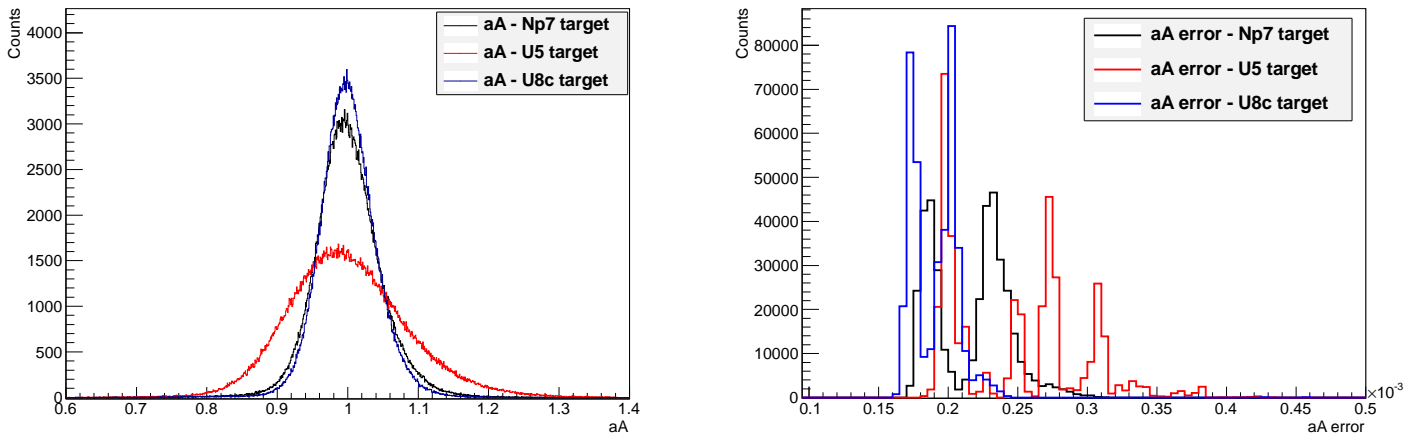 Counts
4000
3500
3000
2500
2000
1500
1000
500
0
aA - Np7 target
aA - U5 target
aA - U8c target
0.6 0.7 0.8 0.9 1 1.1 1.2 1.3 1.4
aA
Counts
80000
70000
60000
50000
40000
30000
20000
10000
0
aA error - Np7 target
aA error - U5 target
aA error - U8c target
0.1 0.15 0.2 0.25 0.3 0.35 0.4 0.45 0.5
×10⁻³
aA error